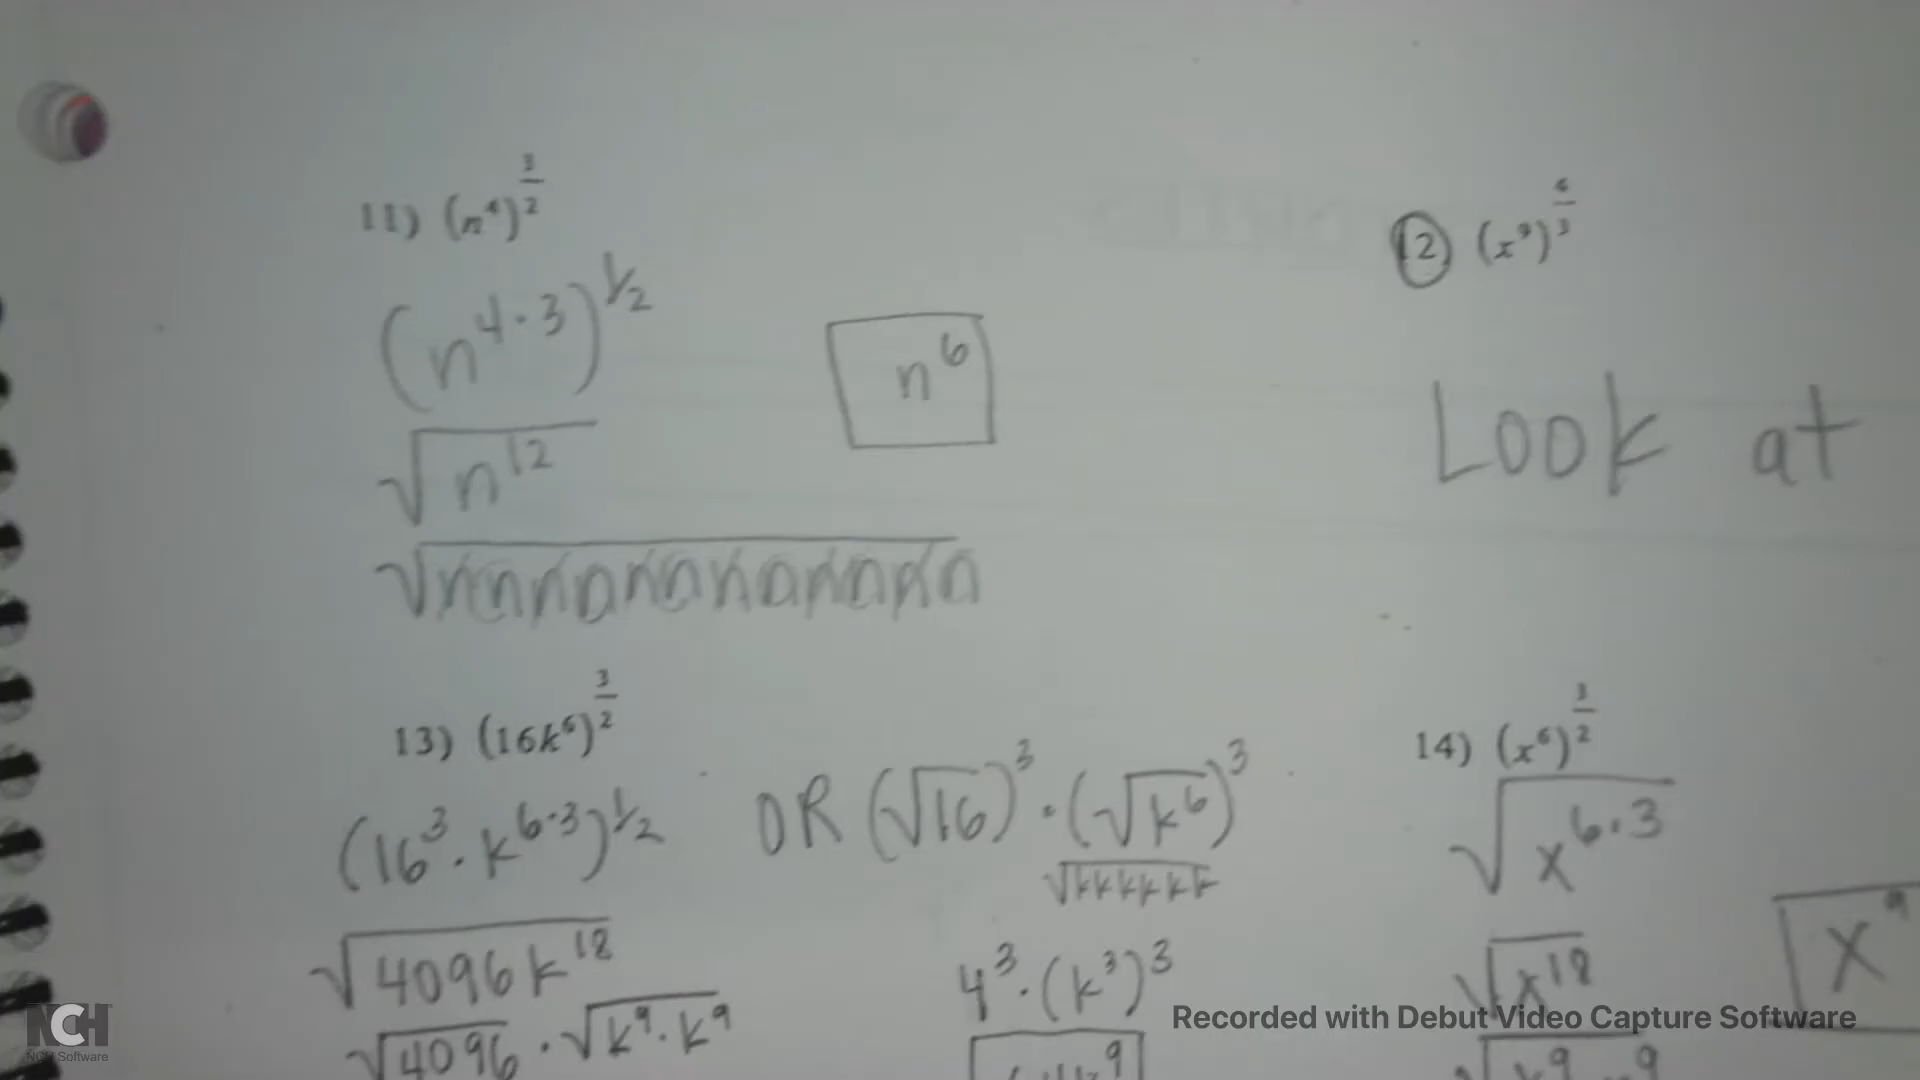 11) (n⁴)^(3/2)
(n^(4·3))^(1/2)
n⁶
√(n¹²)
√(nnnnnnnnnnnn)
12 (x⁹)
Look at
13) (16k⁶)^(3/2)
(16³·k^(6·3))^(1/2) OR (√16)³·(√(k⁶))³
√(kkkkkk)
√(4096k¹⁸)
4³·(k³)³
√4096·√(k⁹·k⁹)
14) (x⁶)^(3/2)
√(x^(6·3))
√(x¹⁸)
x⁹
NCH
NCH Software
Recorded with Debut Video Capture Software